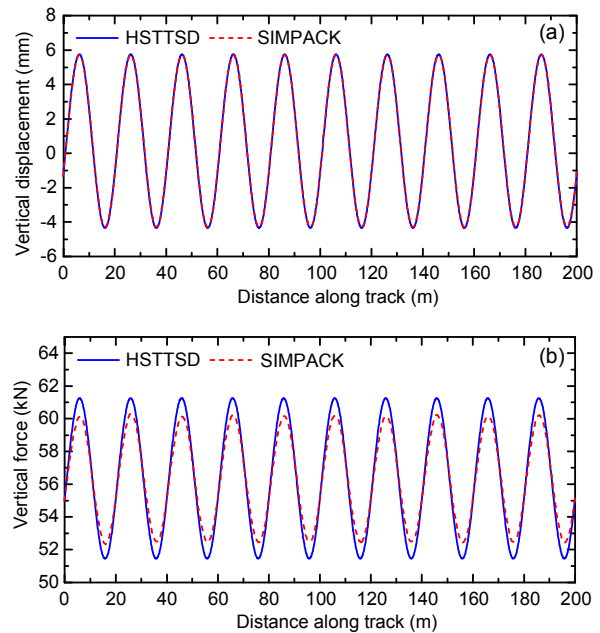 (a)
HSTTSD SIMPACK
Vertical displacement (mm)
8
6
4
2
0
-2
-4
-6
0 20 40 60 80 100 120 140 160 180 200
Distance along track (m)
(b)
HSTTSD SIMPACK
Vertical force (kN)
64
62
60
58
56
54
52
50
0 20 40 60 80 100 120 140 160 180 200
Distance along track (m)